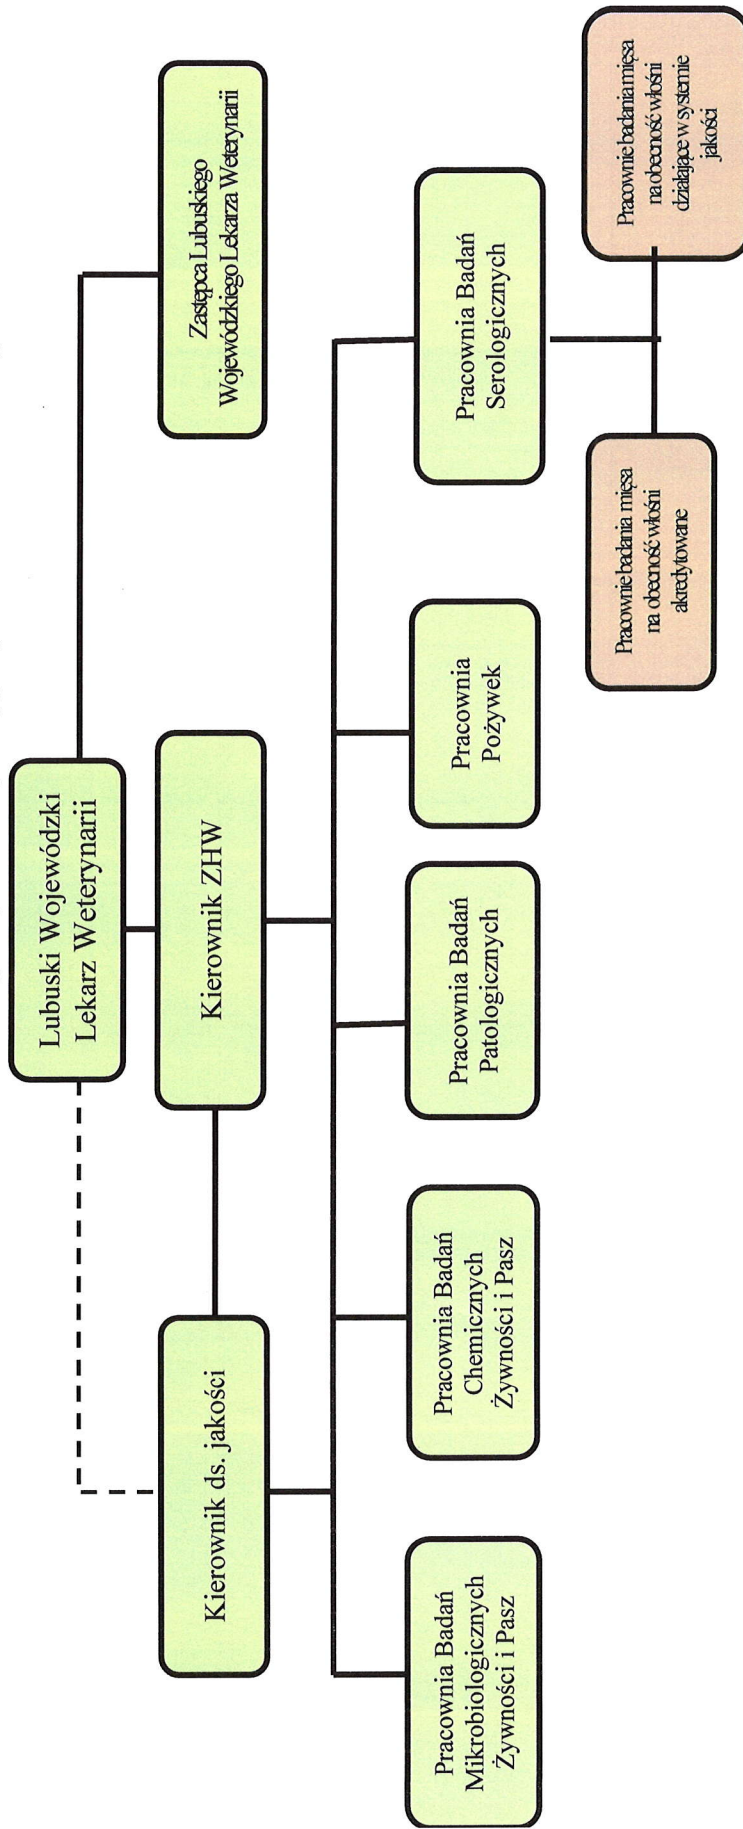 Lubuski Wojewódzki
Lekarz Weterynarii
Zastępca Lubuskiego
Wojewódzkiego Lekarza Weterynarii
Kierownik ds. jakości
Kierownik ZHW
Pracownia Badań
Mikrobiologicznych
Żywności i Pasz
Pracownia Badań
Chemicznych
Żywności i Pasz
Pracownia Badań
Patologicznych
Pracownia
Pożywek
Pracownia Badań
Serologicznych
Pracownie badania mięsa
na obecność włośni
akredytowane
Pracownie badania mięsa
na obecność włośni
działające w systemie
jakości